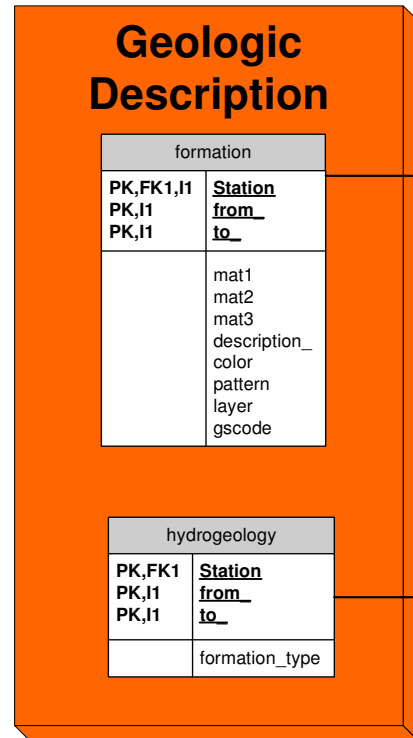 Geologic
Description
formation
PK,FK1,I1 Station
PK,I1 from_
PK,I1 to_
mat1
mat2
mat3
description_
color
pattern
layer
gscode
hydrogeology
PK,FK1 Station
PK,I1 from_
PK,I1 to_
formation_type